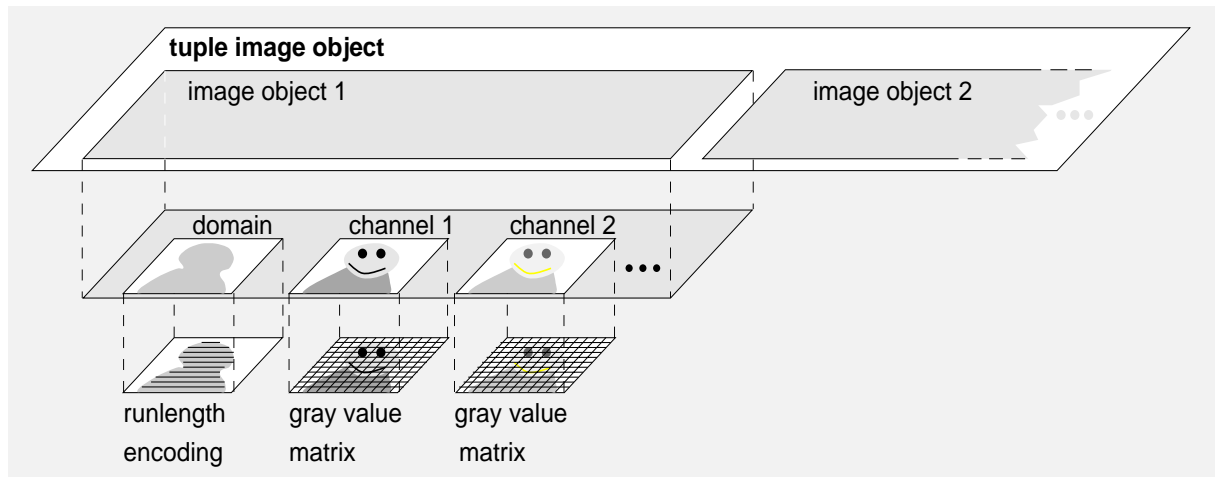 tuple image object
image object 1
image object 2
domain
channel 1
channel 2
runlength
encoding
gray value
matrix
gray value
matrix